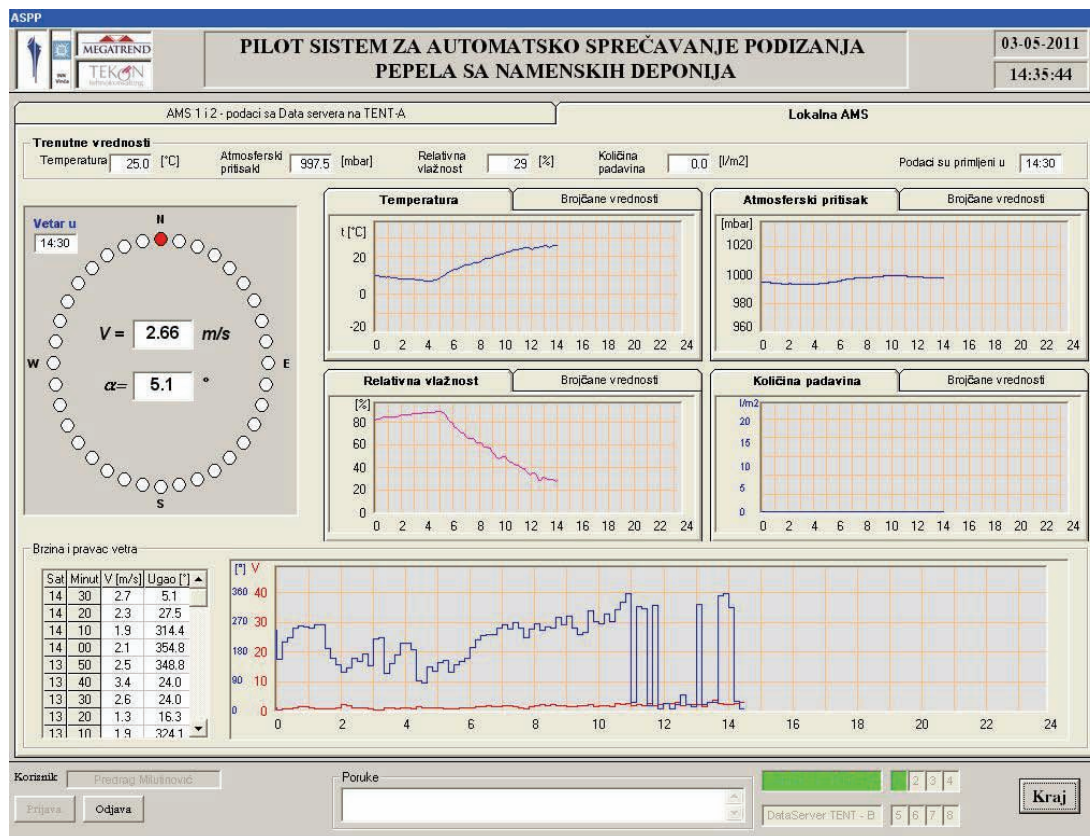 ASPP
MEGATREND
TEKON
PILOT SISTEM ZA AUTOMATSKO SPREČAVANJE PODIZANJA
PEPELA SA NAMENSKIH DEPONIJA
03-05-2011
14:35:44
AMS 1 i 2 - podaci sa Data servera na TENT-A
Lokalna AMS
Trenutne vrednosti
Temperatura 25.0 [°C]
Atmosferski pritisakl 997.5 [mbar]
Relativna vlažnost 29 [%]
Količina padavina 0.0 [l/m2]
Podaci su primljeni u 14:30
Vetar u
14:30
N
W
E
S
V = 2.66 m/s
α= 5.1 °
Temperatura
Brojčane vrednosti
t [°C]
20
0
-20
0 2 4 6 8 10 12 14 16 18 20 22 24
Atmosferski pritisak
Brojčane vrednosti
[mbar]
1020
1000
980
960
0 2 4 6 8 10 12 14 16 18 20 22 24
Relativna vlažnost
Brojčane vrednosti
[%]
80
60
40
20
0
0 2 4 6 8 10 12 14 16 18 20 22 24
Količina padavina
Brojčane vrednosti
l/m2
20
15
10
5
0
0 2 4 6 8 10 12 14 16 18 20 22 24
Brzina i pravac vetra
Sat Minut V [m/s] Ugao [°]
14 30 2.7 5.1
14 20 2.3 27.5
14 10 1.9 314.4
14 00 2.1 354.8
13 50 2.5 348.8
13 40 3.4 24.0
13 30 2.6 24.0
13 20 1.3 16.3
13 10 1.9 324.1
[°] V
360 40
270 30
180 20
90 10
0 0
0 2 4 6 8 10 12 14 16 18 20 22 24
Korisnik
Predrag Milutinović
Prijava
Odjava
Poruke
2 3 4
DataServer TENT - B
5 6 7 8
Kraj